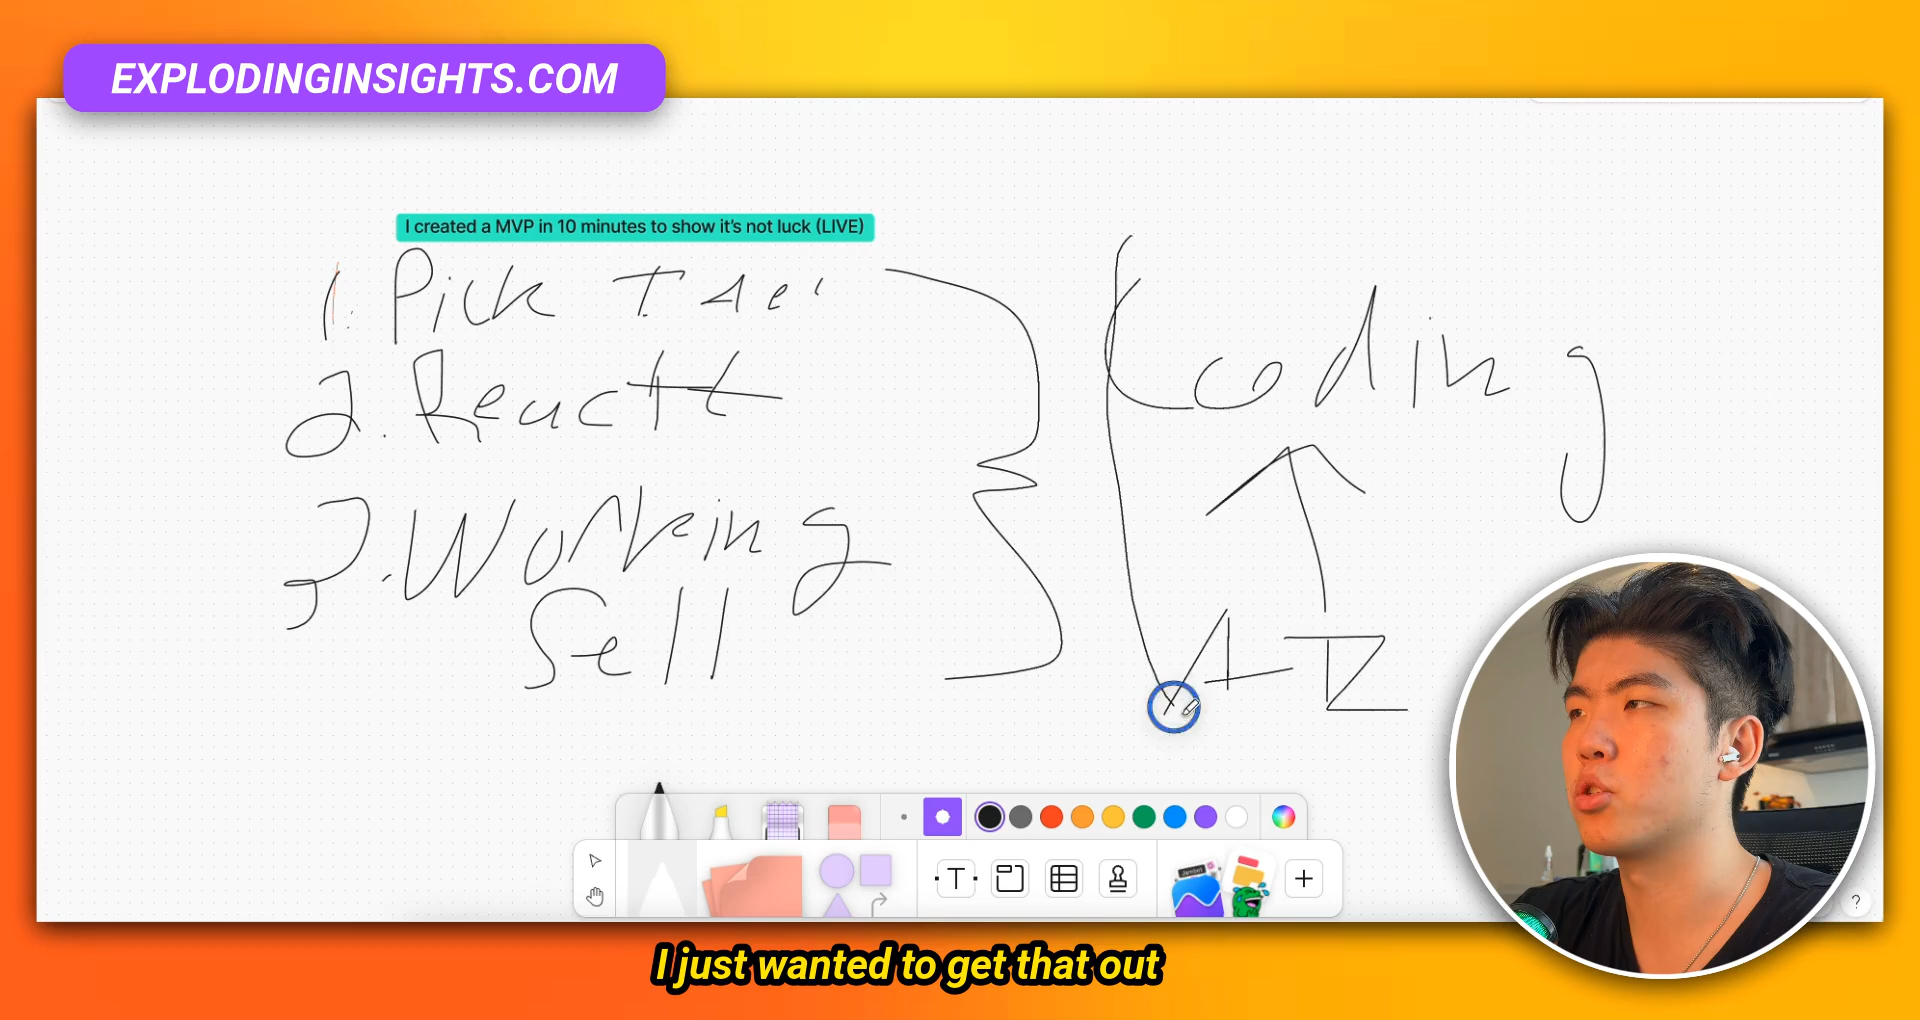 EXPLODINGINSIGHTS.COM
I created a MVP in 10 minutes to show it's not luck (LIVE)
1. Pick
2. React
3. Working
Sell
Coding
T
?
I just wanted to get that out